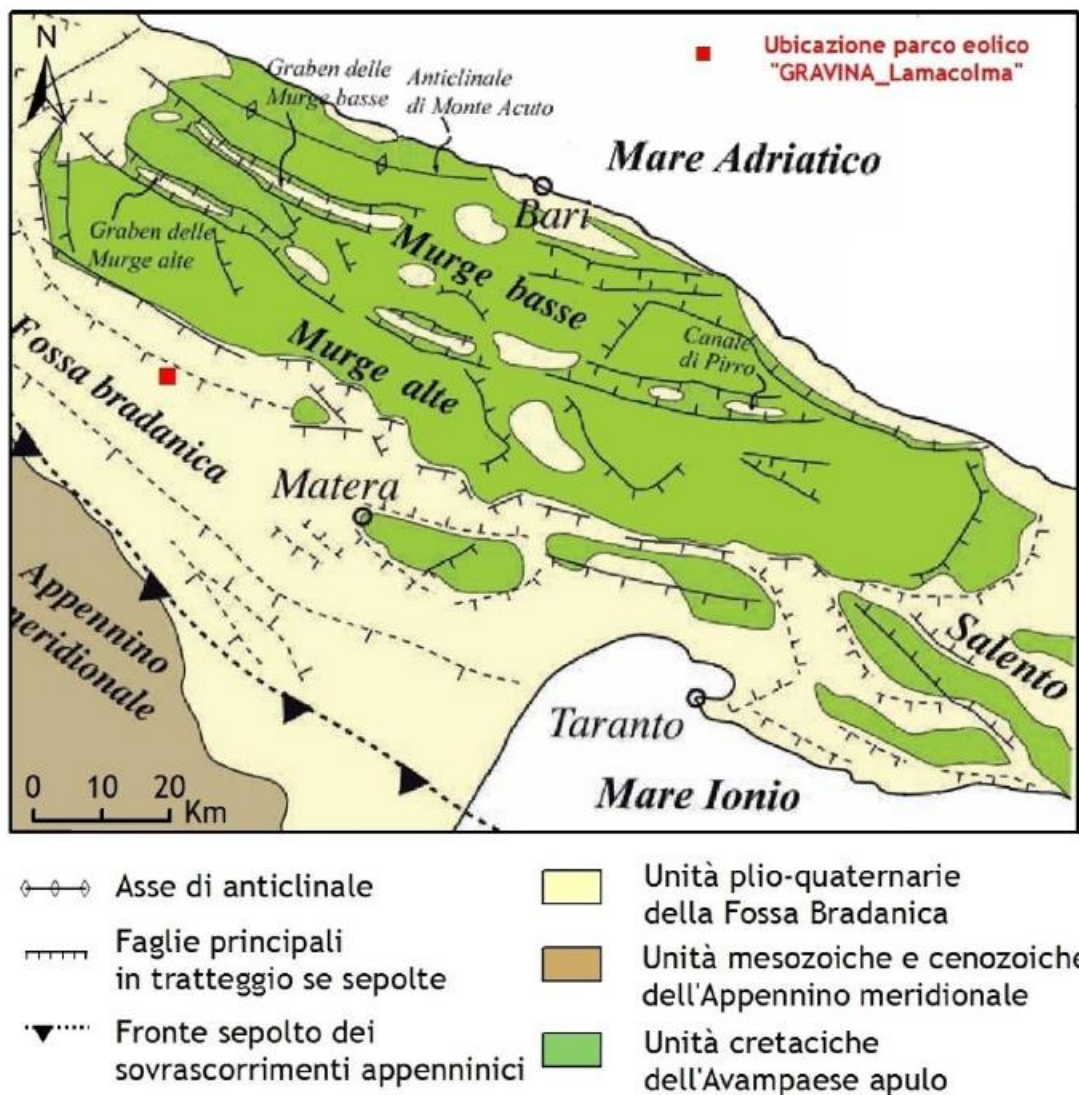 N
Ubicazione parco eolico
"GRAVINA_Lamacolma"
Graben delle
Murge basse
Anticlinale
di Monte Acuto
Mare Adriatico
Bari
Graben delle
Murge alte
Murge basse
Canale
di Pirro
Fossa bradanica
Murge alte
Matera
Appennino
meridionale
Salento
Taranto
Mare Ionio
0 10 20
Km
Asse di anticlinale
Faglie principali
in tratteggio se sepolte
Fronte sepolto dei
sovrascorrimenti appenninici
Unità plio-quaternarie
della Fossa Bradanica
Unità mesozoiche e cenozoiche
dell'Appennino meridionale
Unità cretaciche
dell'Avampaese apulo